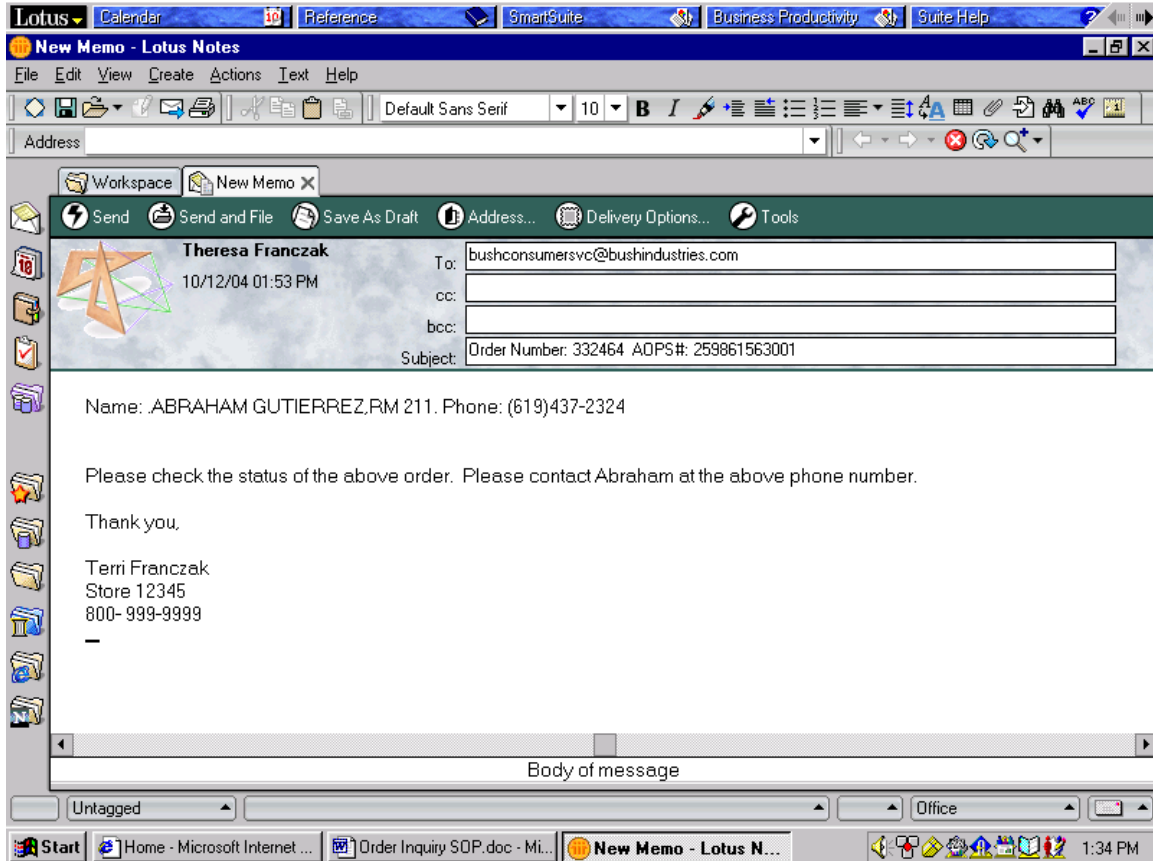 Lotus Calendar 10 Reference SmartSuite Business Productivity Suite Help
New Memo - Lotus Notes
File Edit View Create Actions Text Help
Default Sans Serif 10 B I ABC
Address
Workspace New Memo
Send Send and File Save As Draft Address... Delivery Options... Tools
Theresa Franczak
10/12/04 01:53 PM
To: bushconsumersvc@bushindustries.com
cc:
bcc:
Subject: Order Number: 332464 AOPS#: 259861563001
Name: .ABRAHAM GUTIERREZ,RM 211. Phone: (619)437-2324
Please check the status of the above order. Please contact Abraham at the above phone number.
Thank you,
Terri Franczak
Store 12345
800- 999-9999
Body of message
Untagged Office
Start Home - Microsoft Internet ... Order Inquiry SOP.doc - Mi... New Memo - Lotus N... 1:34 PM